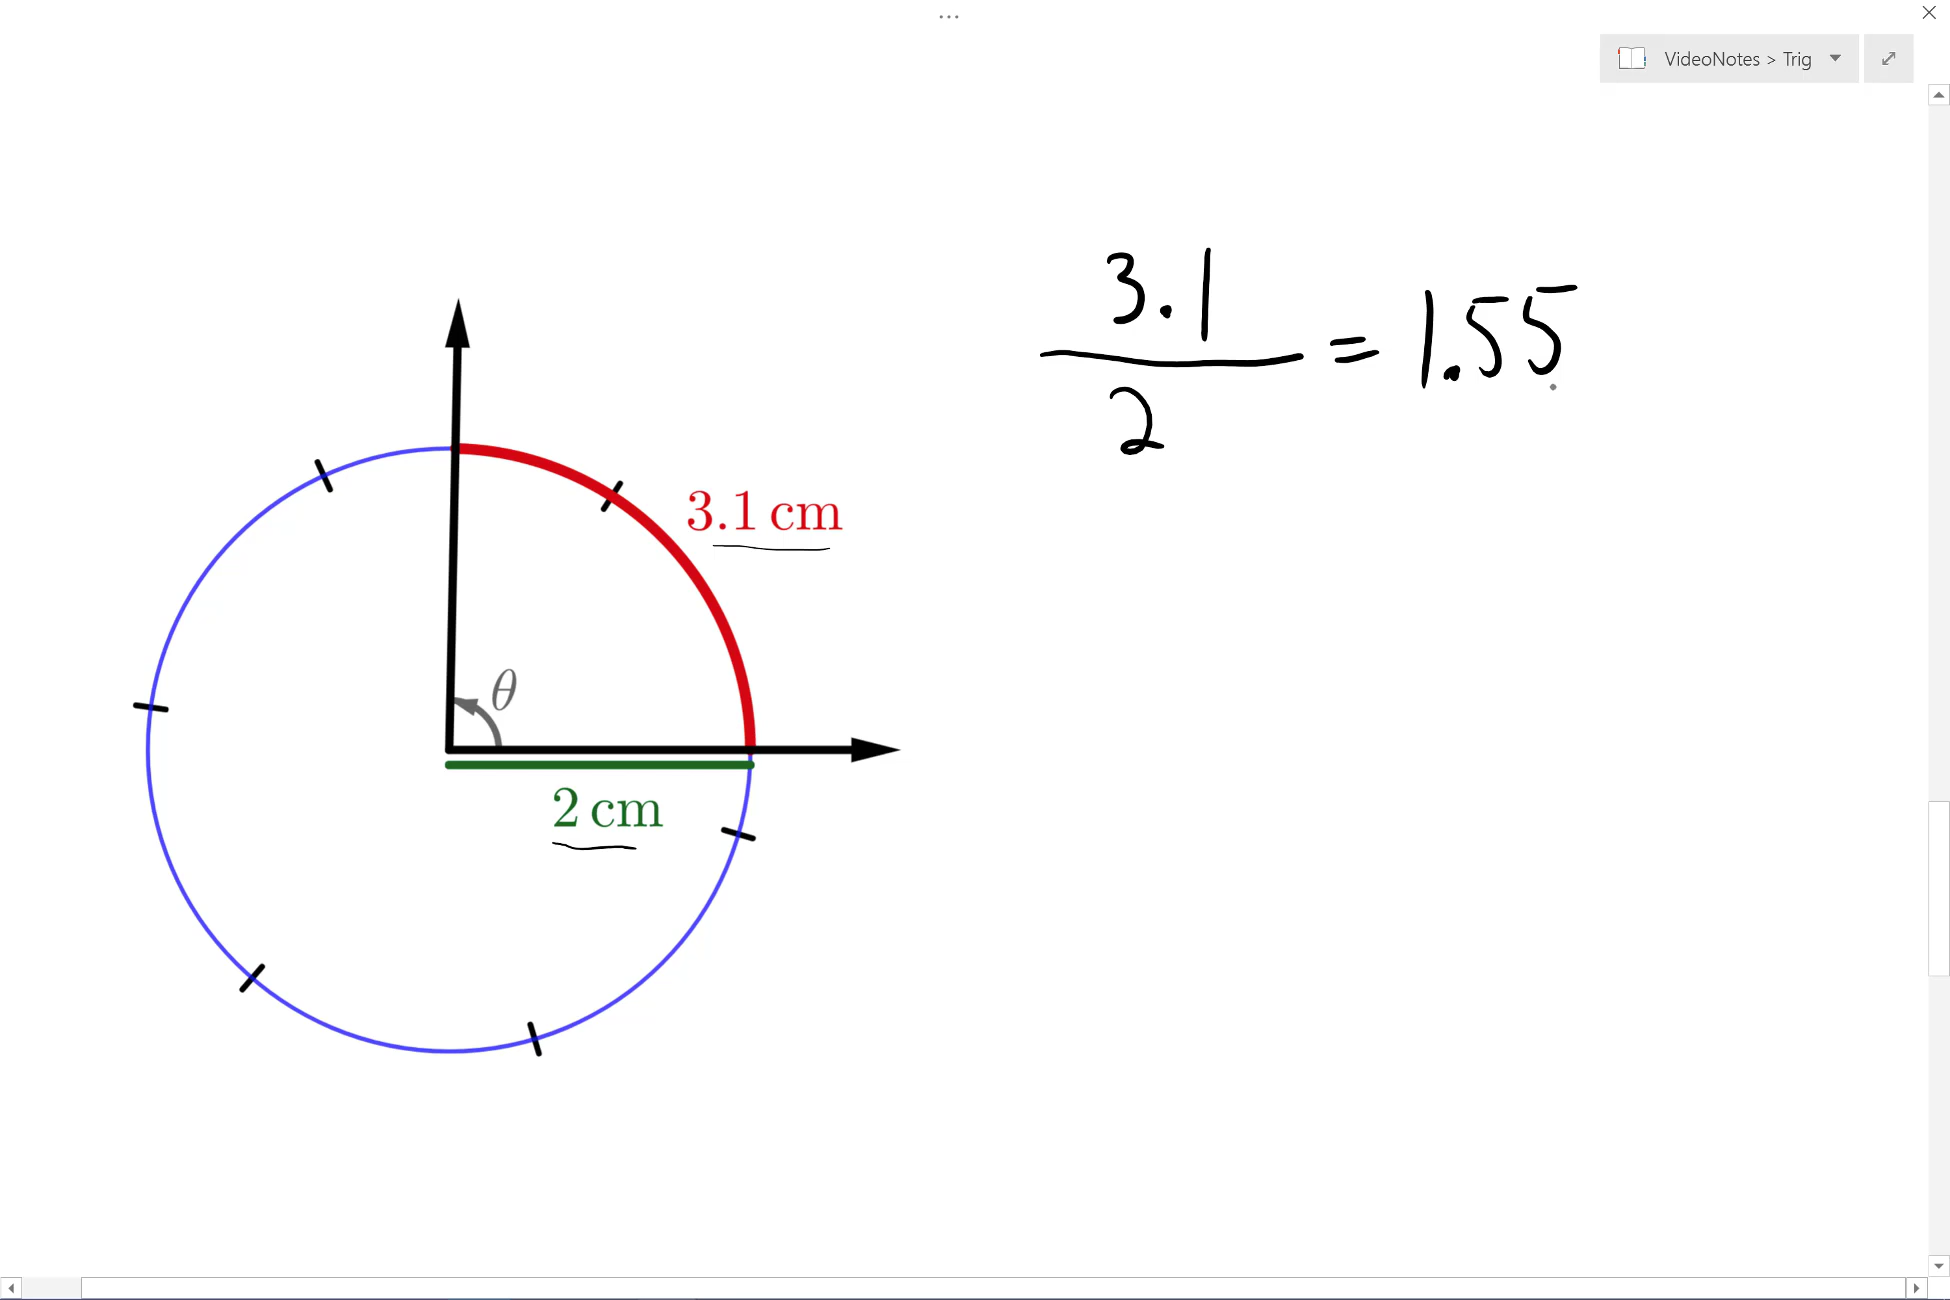 ...
VideoNotes > Trig
3.1
2
= 1.55
3.1 cm
θ
2 cm